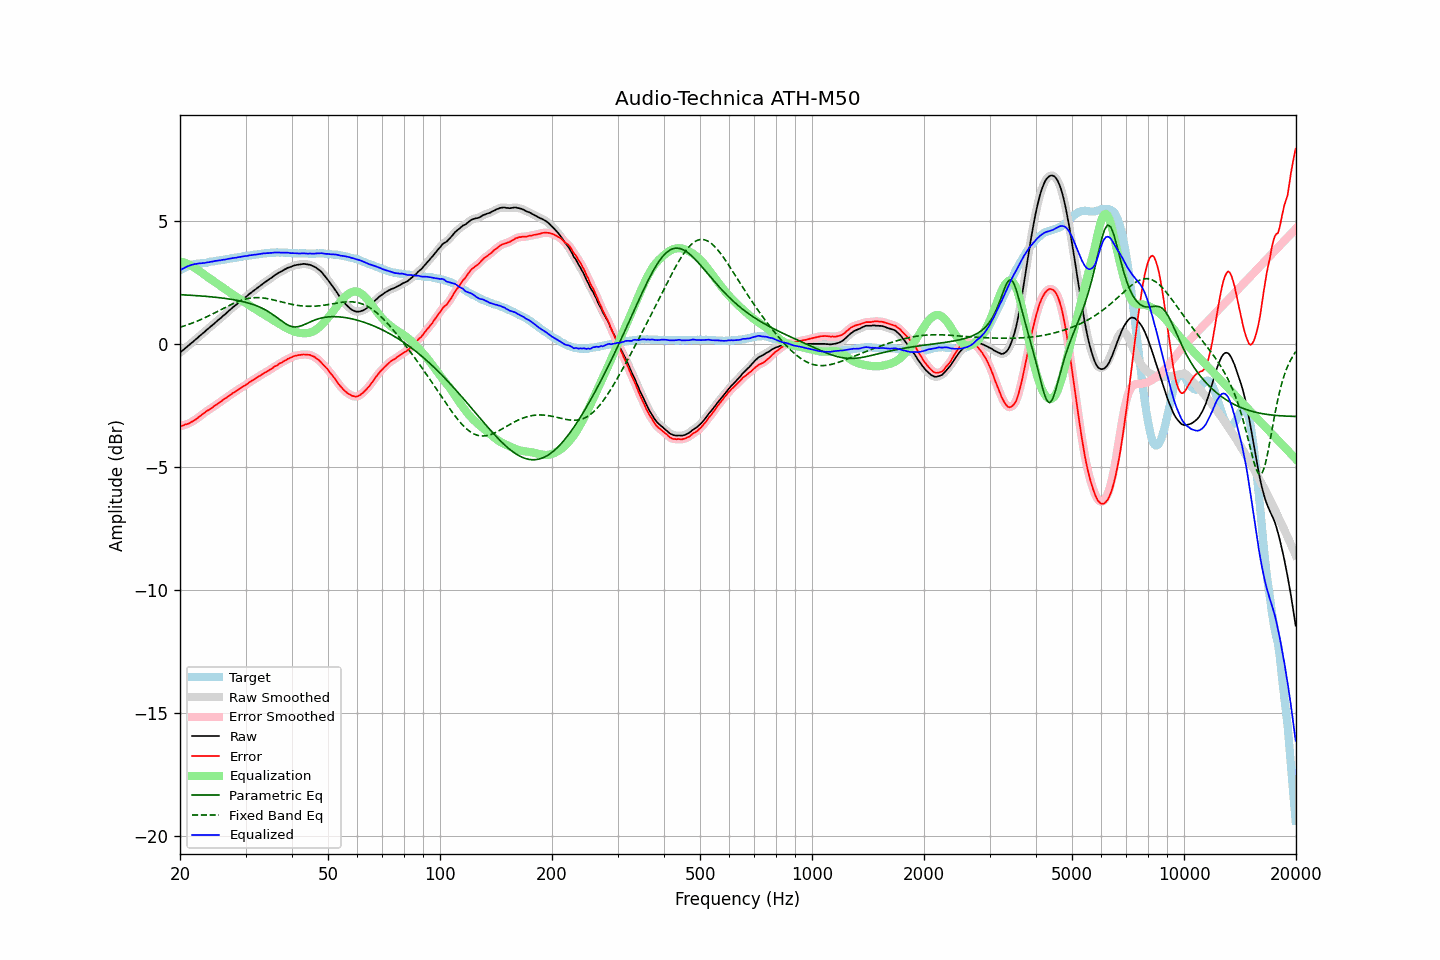 Audio-Technica ATH-M50
5
0
−5
−10
−15
−20
Amplitude (dBr)
Target
Raw Smoothed
Error Smoothed
Raw
Error
Equalization
Parametric Eq
Fixed Band Eq
Equalized
20 50 100 200 500 1000 2000 5000 10000 20000
Frequency (Hz)